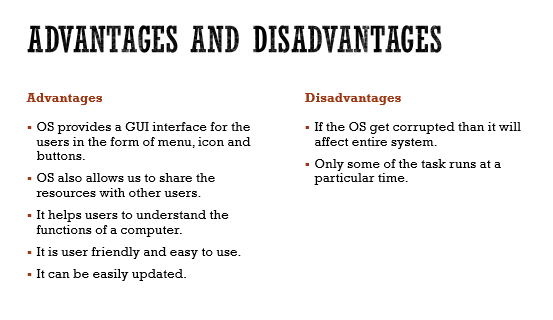 ADVANTAGES AND DISADVANTAGES
Advantages
▪ OS provides a GUI interface for the
users in the form of menu, icon and
buttons.
▪ OS also allows us to share the
resources with other users.
▪ It helps users to understand the
functions of a computer.
▪ It is user friendly and easy to use.
▪ It can be easily updated.
Disadvantages
▪ If the OS get corrupted than it will
affect entire system.
▪ Only some of the task runs at a
particular time.